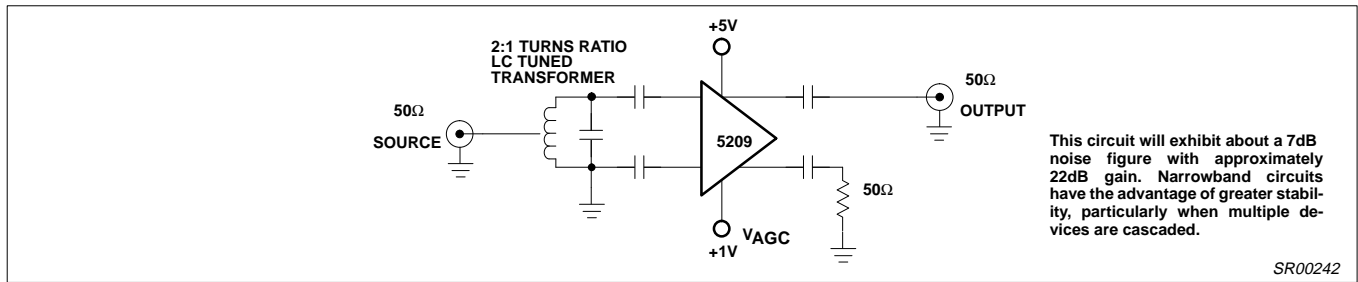 +5V
2:1 TURNS RATIO
LC TUNED
TRANSFORMER
50Ω
SOURCE
5209
50Ω
OUTPUT
50Ω
VAGC
+1V
This circuit will exhibit about a 7dB
noise figure with approximately
22dB gain. Narrowband circuits
have the advantage of greater stabil-
ity, particularly when multiple de-
vices are cascaded.
SR00242